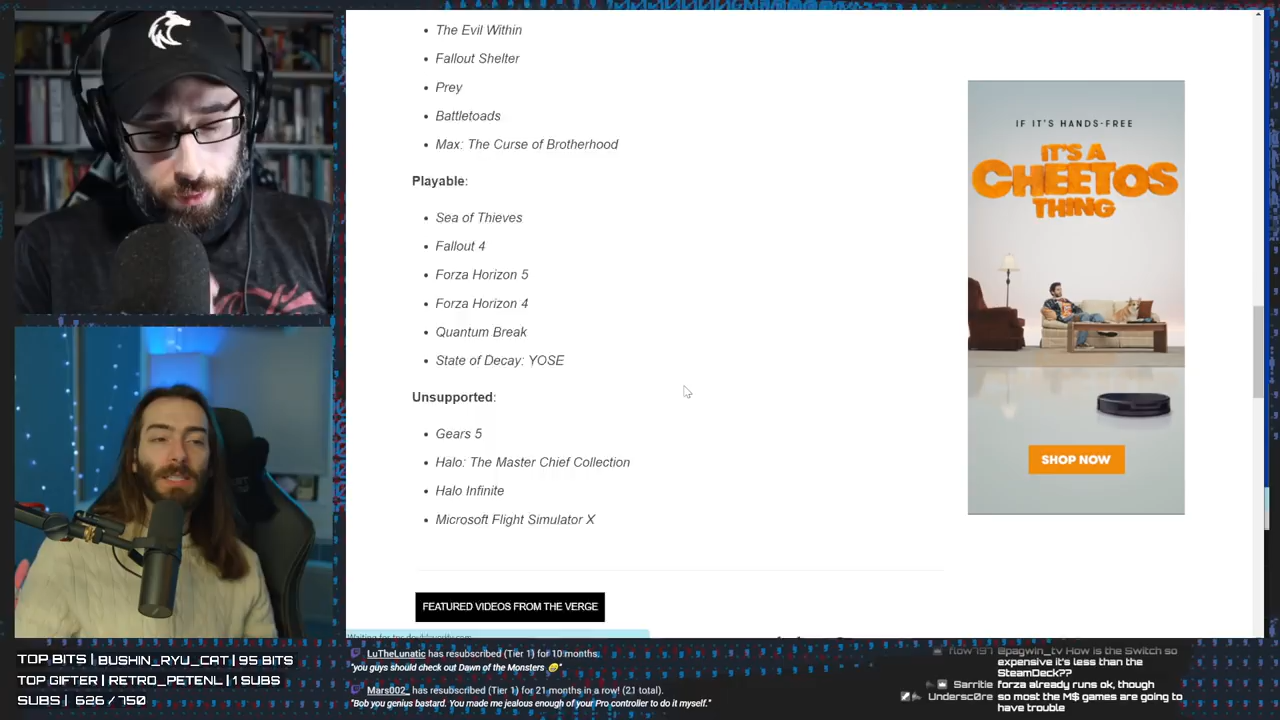 The Evil Within
Fallout Shelter
Prey
Battletoads
Max: The Curse of Brotherhood
Playable:
Sea of Thieves
Fallout 4
Forza Horizon 5
Forza Horizon 4
Quantum Break
State of Decay: YOSE
Unsupported:
Gears 5
Halo: The Master Chief Collection
Halo Infinite
Microsoft Flight Simulator X
FEATURED VIDEOS FROM THE VERGE
IF IT'S HANDS-FREE
IT'S A
CHEETOS
THING
SHOP NOW
TOP BITS | BUSHIN_RYU_CAT | 95 BITS
TOP GIFTER | RETRO_PETENL | 1 SUBS
SUBS | 626 / 750
LuTheLunatic has resubscribed (Tier 1) for 10 months.
"you guys should check out Dawn of the Monsters 😄"
Mars002_ has resubscribed (Tier 1) for 21 months in a row! (21 total).
"Bob you genius bastard. You made me jealous enough of your Pro controller to do it myself."
@pagwin_tv How is the Switch so
expensive it's less than the
SteamDeck??
Sarritle forza already runs ok, though
Undersc0re so most the M$ games are going to
have trouble